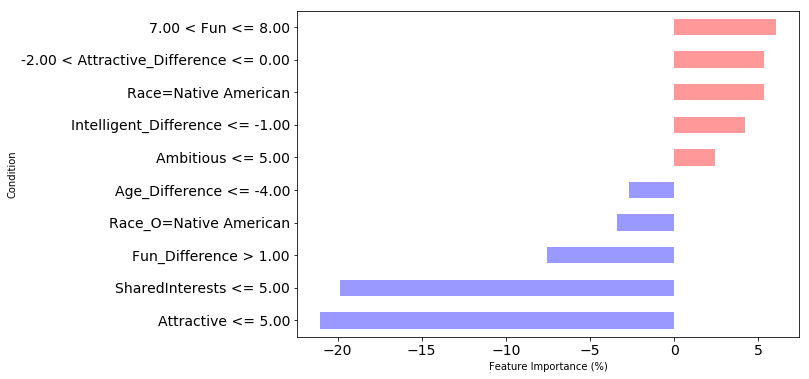 7.00 < Fun <= 8.00
-2.00 < Attractive_Difference <= 0.00
Race=Native American
Intelligent_Difference <= -1.00
Ambitious <= 5.00
Age_Difference <= -4.00
Race_O=Native American
Fun_Difference > 1.00
SharedInterests <= 5.00
Attractive <= 5.00
Condition
−20 −15 −10 −5 0 5
Feature Importance (%)